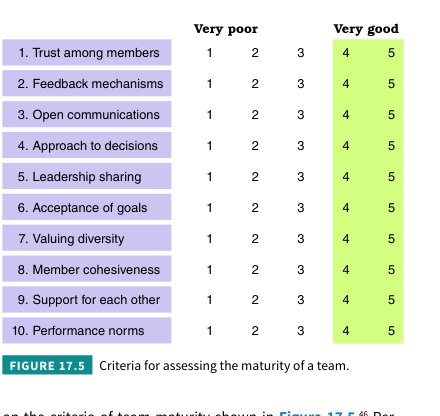 Very poor Very good
1. Trust among members 1 2 3 4 5
2. Feedback mechanisms 1 2 3 4 5
3. Open communications 1 2 3 4 5
4. Approach to decisions 1 2 3 4 5
5. Leadership sharing 1 2 3 4 5
6. Acceptance of goals 1 2 3 4 5
7. Valuing diversity 1 2 3 4 5
8. Member cohesiveness 1 2 3 4 5
9. Support for each other 1 2 3 4 5
10. Performance norms 1 2 3 4 5
FIGURE 17.5 Criteria for assessing the maturity of a team.
on the criteria of team maturity shown in Figure 17.5.46 Per